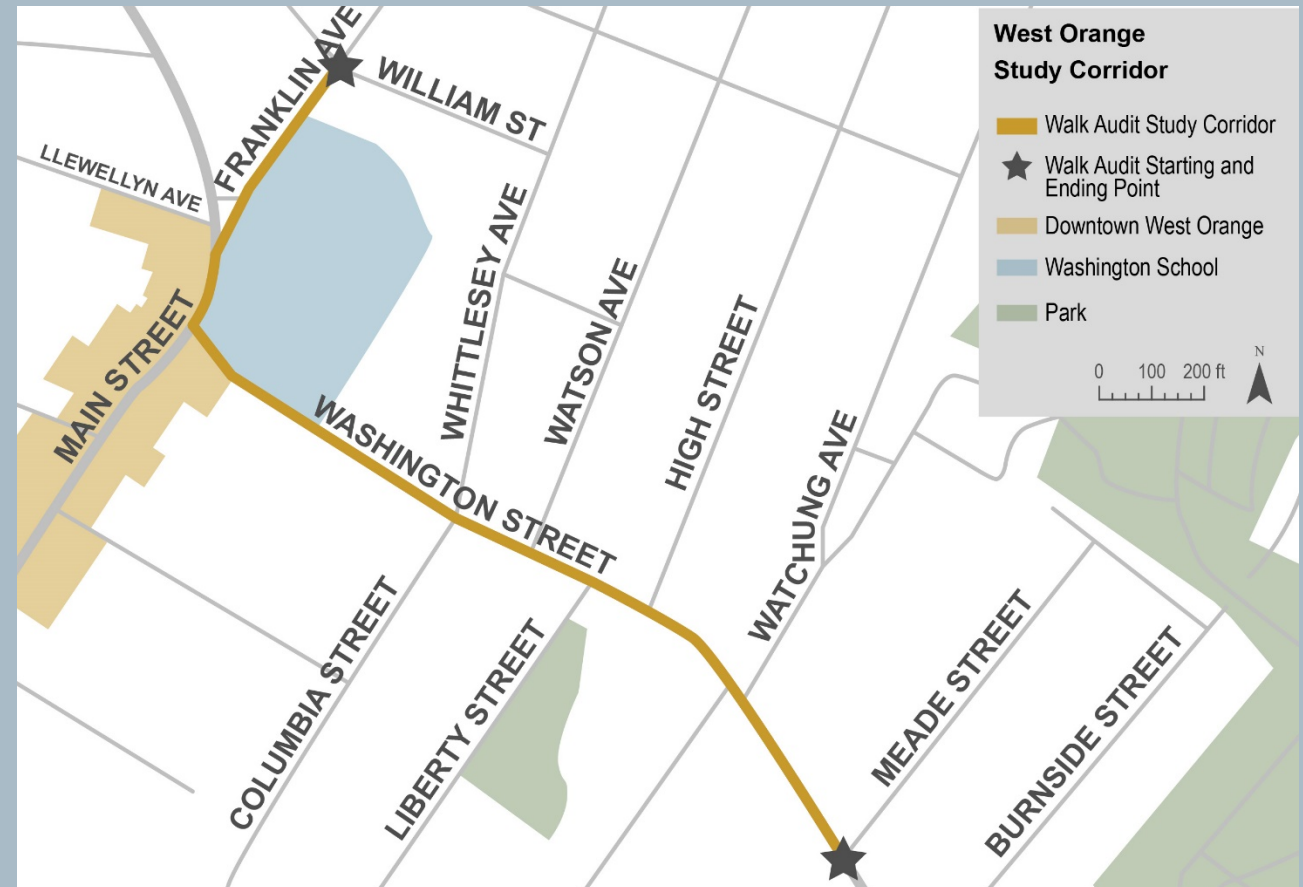 West Orange
Study Corridor
Walk Audit Study Corridor
Walk Audit Starting and
Ending Point
Downtown West Orange
Washington School
Park
0 100 200 ft
N
FRANKLIN AVE
WILLIAM ST
LLEWELLYN AVE
MAIN STREET
WHITTLESEY AVE
WATSON AVE
HIGH STREET
WASHINGTON STREET
WATCHUNG AVE
COLUMBIA STREET
LIBERTY STREET
MEADE STREET
BURNSIDE STREET